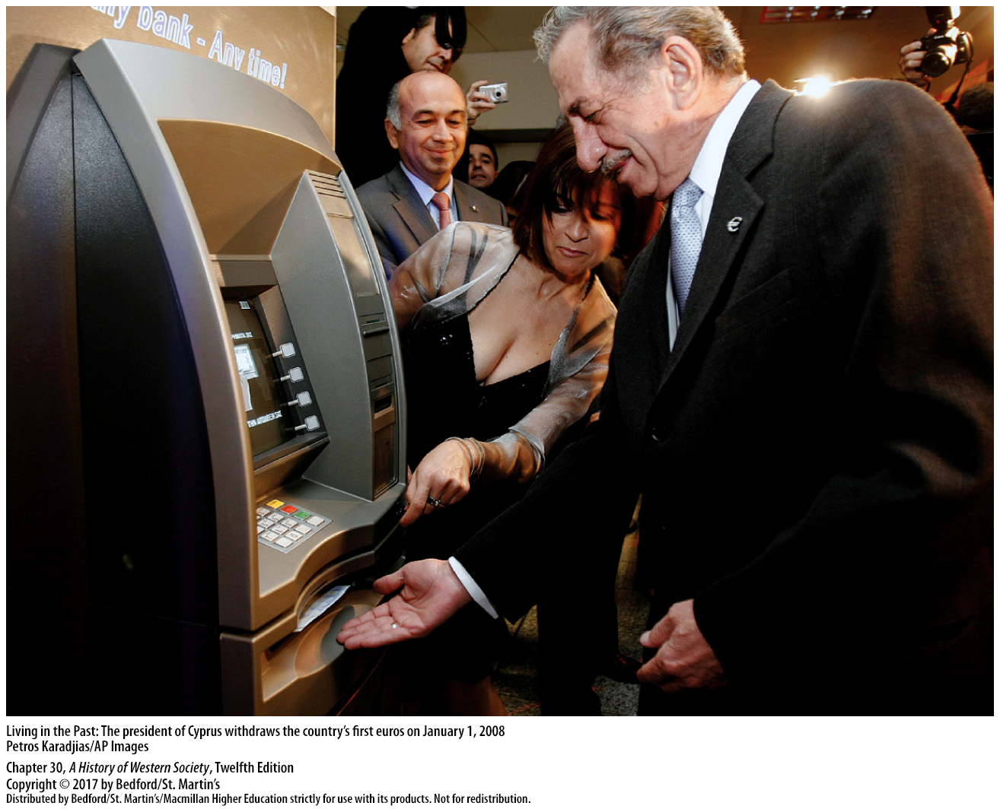 bank - Any time!
€
Living in the Past: The president of Cyprus withdraws the country's first euros on January 1, 2008
Petros Karadjias/AP Images
Chapter 30, A History of Western Society, Twelfth Edition
Copyright © 2017 by Bedford/St. Martin's
Distributed by Bedford/St. Martin's/Macmillan Higher Education strictly for use with its products. Not for redistribution.